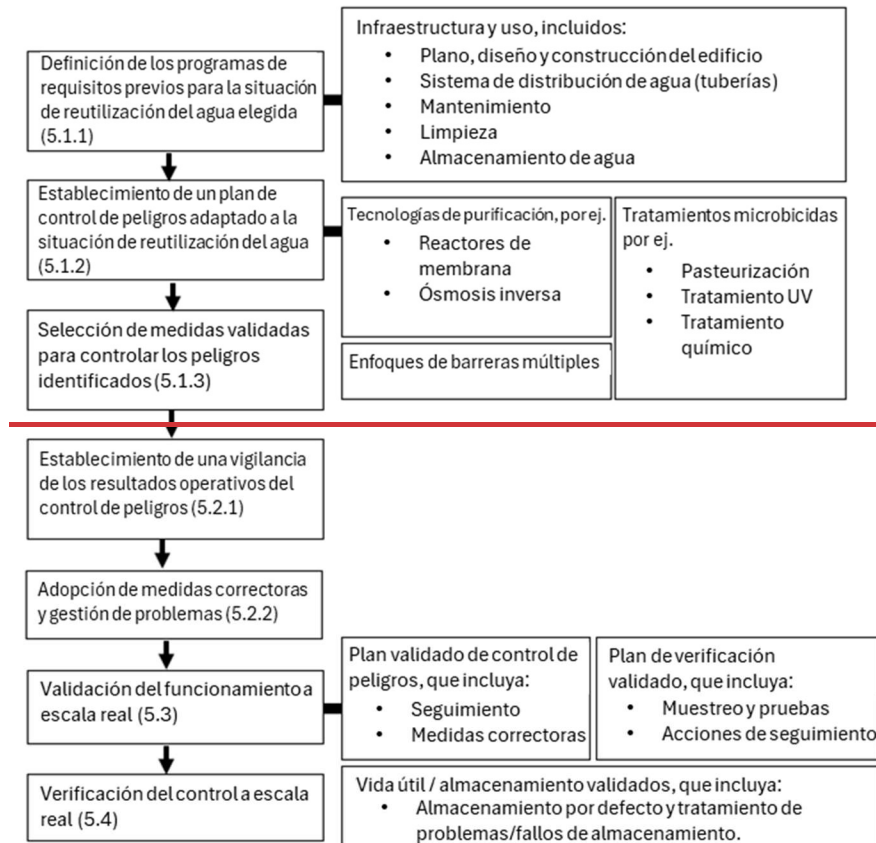 Definición de los programas de
requisitos previos para la situación
de reutilización del agua elegida
(5.1.1)
Infraestructura y uso, incluidos:
• Plano, diseño y construcción del edificio
• Sistema de distribución de agua (tuberías)
• Mantenimiento
• Limpieza
• Almacenamiento de agua
Establecimiento de un plan de
control de peligros adaptado a la
situación de reutilización del agua
(5.1.2)
Tecnologías de purificación, por ej.
• Reactores de
membrana
• Ósmosis inversa
Tratamientos microbicidas
por ej.
• Pasteurización
• Tratamiento UV
• Tratamiento
químico
Selección de medidas validadas
para controlar los peligros
identificados (5.1.3)
Enfoques de barreras múltiples
Establecimiento de una vigilancia
de los resultados operativos del
control de peligros (5.2.1)
Adopción de medidas correctoras
y gestión de problemas (5.2.2)
Validación del funcionamiento a
escala real (5.3)
Plan validado de control de
peligros, que incluya:
• Seguimiento
• Medidas correctoras
Plan de verificación
validado, que incluya:
• Muestreo y pruebas
• Acciones de seguimiento
Verificación del control a escala
real (5.4)
Vida útil / almacenamiento validados, que incluya:
• Almacenamiento por defecto y tratamiento de
problemas/fallos de almacenamiento.